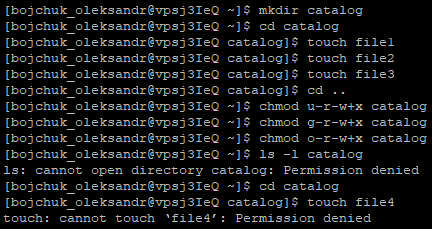 [bojchuk_oleksandr@vpsj3IeQ ~]$ mkdir catalog
[bojchuk_oleksandr@vpsj3IeQ ~]$ cd catalog
[bojchuk_oleksandr@vpsj3IeQ catalog]$ touch file1
[bojchuk_oleksandr@vpsj3IeQ catalog]$ touch file2
[bojchuk_oleksandr@vpsj3IeQ catalog]$ touch file3
[bojchuk_oleksandr@vpsj3IeQ catalog]$ cd ..
[bojchuk_oleksandr@vpsj3IeQ ~]$ chmod u-r-w+x catalog
[bojchuk_oleksandr@vpsj3IeQ ~]$ chmod g-r-w+x catalog
[bojchuk_oleksandr@vpsj3IeQ ~]$ chmod o-r-w+x catalog
[bojchuk_oleksandr@vpsj3IeQ ~]$ ls -l catalog
ls: cannot open directory catalog: Permission denied
[bojchuk_oleksandr@vpsj3IeQ ~]$ cd catalog
[bojchuk_oleksandr@vpsj3IeQ catalog]$ touch file4
touch: cannot touch ‘file4’: Permission denied